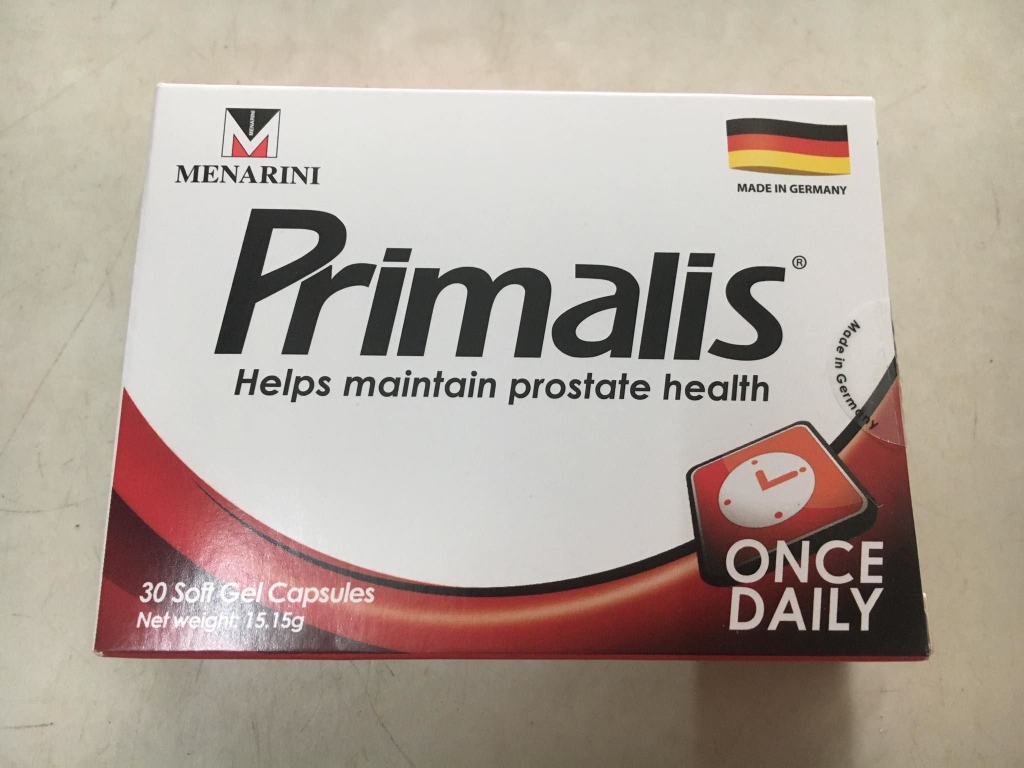 MENARINI
MENARINI
MADE IN GERMANY
Primalis®
Helps maintain prostate health
Made in Germany
30 Soft Gel Capsules
Net weight: 15.15g
ONCE
DAILY